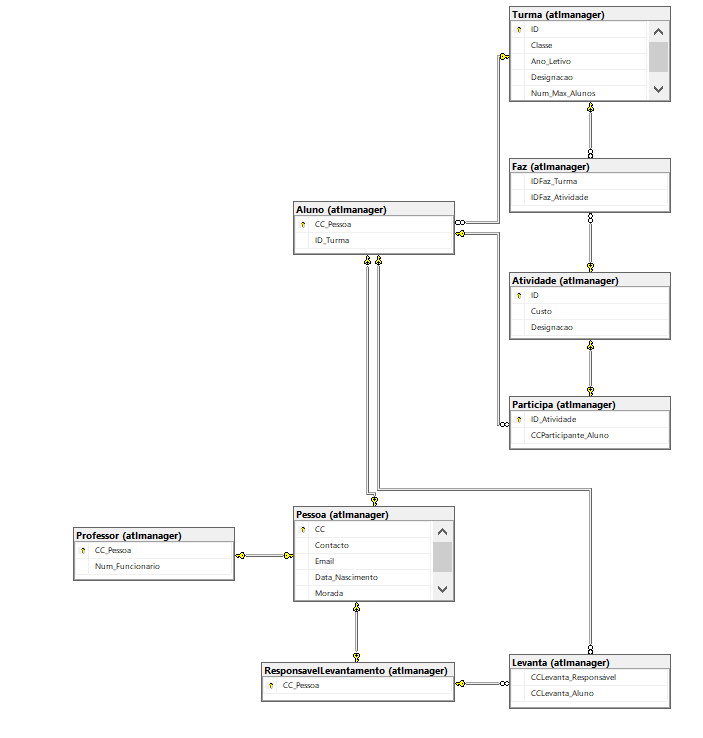 Turma (atlmanager)
ID
Classe
Ano_Letivo
Designacao
Num_Max_Alunos
Faz (atlmanager)
IDFaz_Turma
IDFaz_Atividade
Aluno (atlmanager)
CC_Pessoa
ID_Turma
Atividade (atlmanager)
ID
Custo
Designacao
Participa (atlmanager)
ID_Atividade
CCParticipante_Aluno
Pessoa (atlmanager)
CC
Contacto
Email
Data_Nascimento
Morada
Professor (atlmanager)
CC_Pessoa
Num_Funcionario
ResponsavelLevantamento (atlmanager)
CC_Pessoa
Levanta (atlmanager)
CCLevanta_Responsável
CCLevanta_Aluno